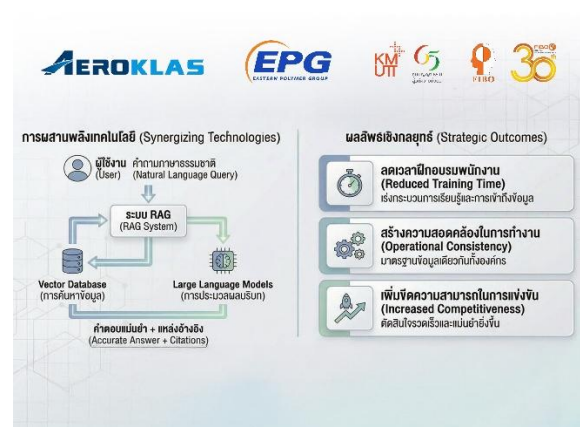 AEROKLAS
EPG
EASTERN POLYMER GROUP
KM
UTT
65
FIBO
30th
การผสานพลังเทคโนโลยี (Synergizing Technologies)
ผู้ใช้งาน คำถามภาษาธรรมชาติ
(User) (Natural Language Query)
ระบบ RAG
(RAG System)
Vector Database
(การค้นหาข้อมูล)
Large Language Models
(การประมวลผลบริบท)
คำตอบแม่นยำ + แหล่งอ้างอิง
(Accurate Answer + Citations)
ผลลัพธ์เชิงกลยุทธ์ (Strategic Outcomes)
ลดเวลาฝึกอบรมพนักงาน
(Reduced Training Time)
เร่งกระบวนการเรียนรู้และการเข้าถึงข้อมูล
สร้างความสอดคล้องในการทำงาน
(Operational Consistency)
มาตรฐานข้อมูลเดียวกันทั้งองค์กร
เพิ่มขีดความสามารถในการแข่งขัน
(Increased Competitiveness)
ตัดสินใจรวดเร็วและแม่นยำยิ่งขึ้น